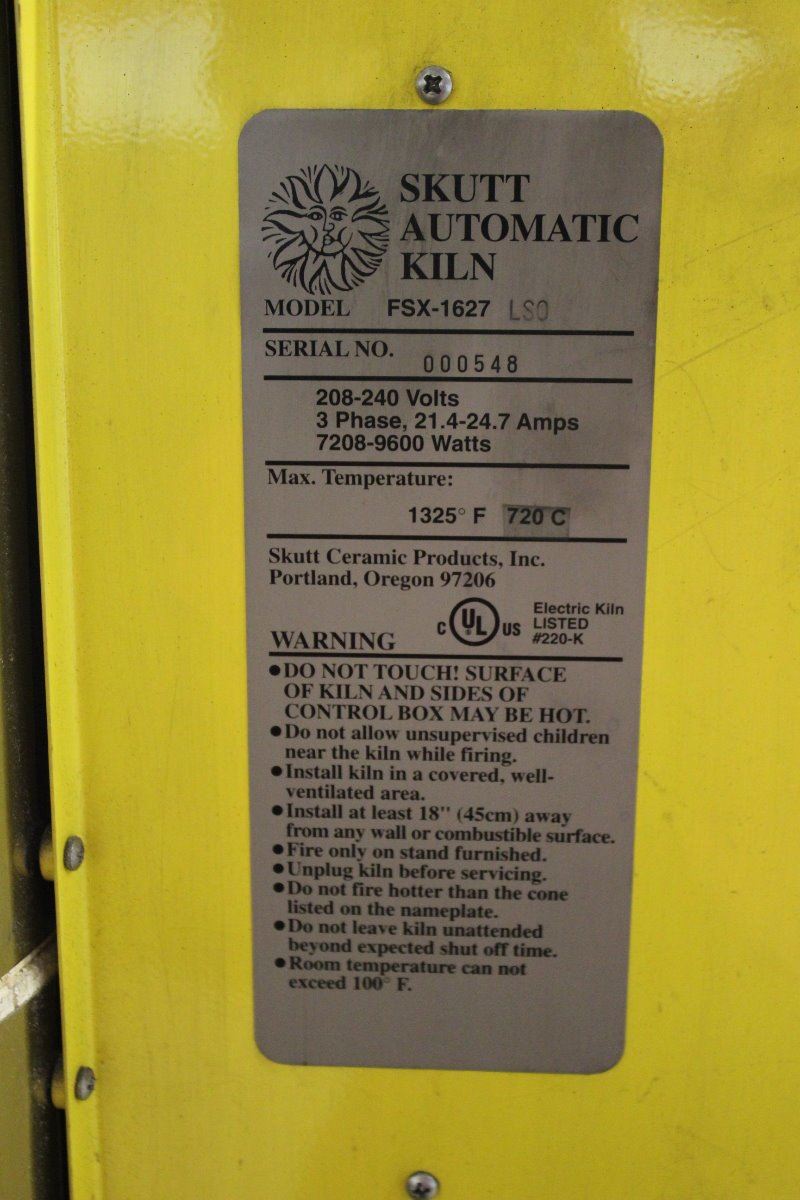 SKUTT
AUTOMATIC
KILN
MODEL FSX-1627 LSO
SERIAL NO. 000548
208-240 Volts
3 Phase, 21.4-24.7 Amps
7208-9600 Watts
Max. Temperature:
1325° F 720 C
Skutt Ceramic Products, Inc.
Portland, Oregon 97206
WARNING
C UL US
Electric Kiln
LISTED
#220-K
●DO NOT TOUCH! SURFACE
OF KILN AND SIDES OF
CONTROL BOX MAY BE HOT.
●Do not allow unsupervised children
near the kiln while firing.
●Install kiln in a covered, well-
ventilated area.
●Install at least 18" (45cm) away
from any wall or combustible surface.
●Fire only on stand furnished.
●Unplug kiln before servicing.
●Do not fire hotter than the cone
listed on the nameplate.
●Do not leave kiln unattended
beyond expected shut off time.
●Room temperature can not
exceed 100° F.